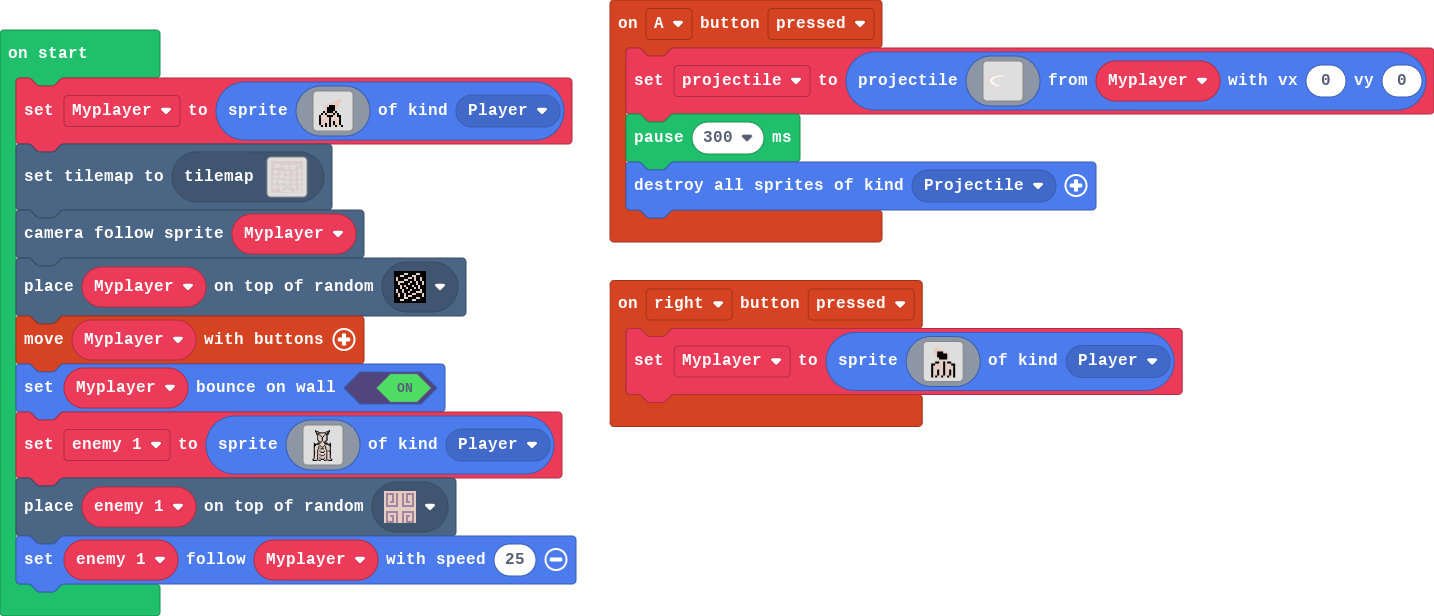 on start
set Myplayer to sprite of kind Player
set tilemap to tilemap
camera follow sprite Myplayer
place Myplayer on top of random
move Myplayer with buttons
set Myplayer bounce on wall ON
set enemy 1 to sprite of kind Player
place enemy 1 on top of random
set enemy 1 follow Myplayer with speed 25
on A button pressed
set projectile to projectile from Myplayer with vx 0 vy 0
pause 300 ms
destroy all sprites of kind Projectile
on right button pressed
set Myplayer to sprite of kind Player